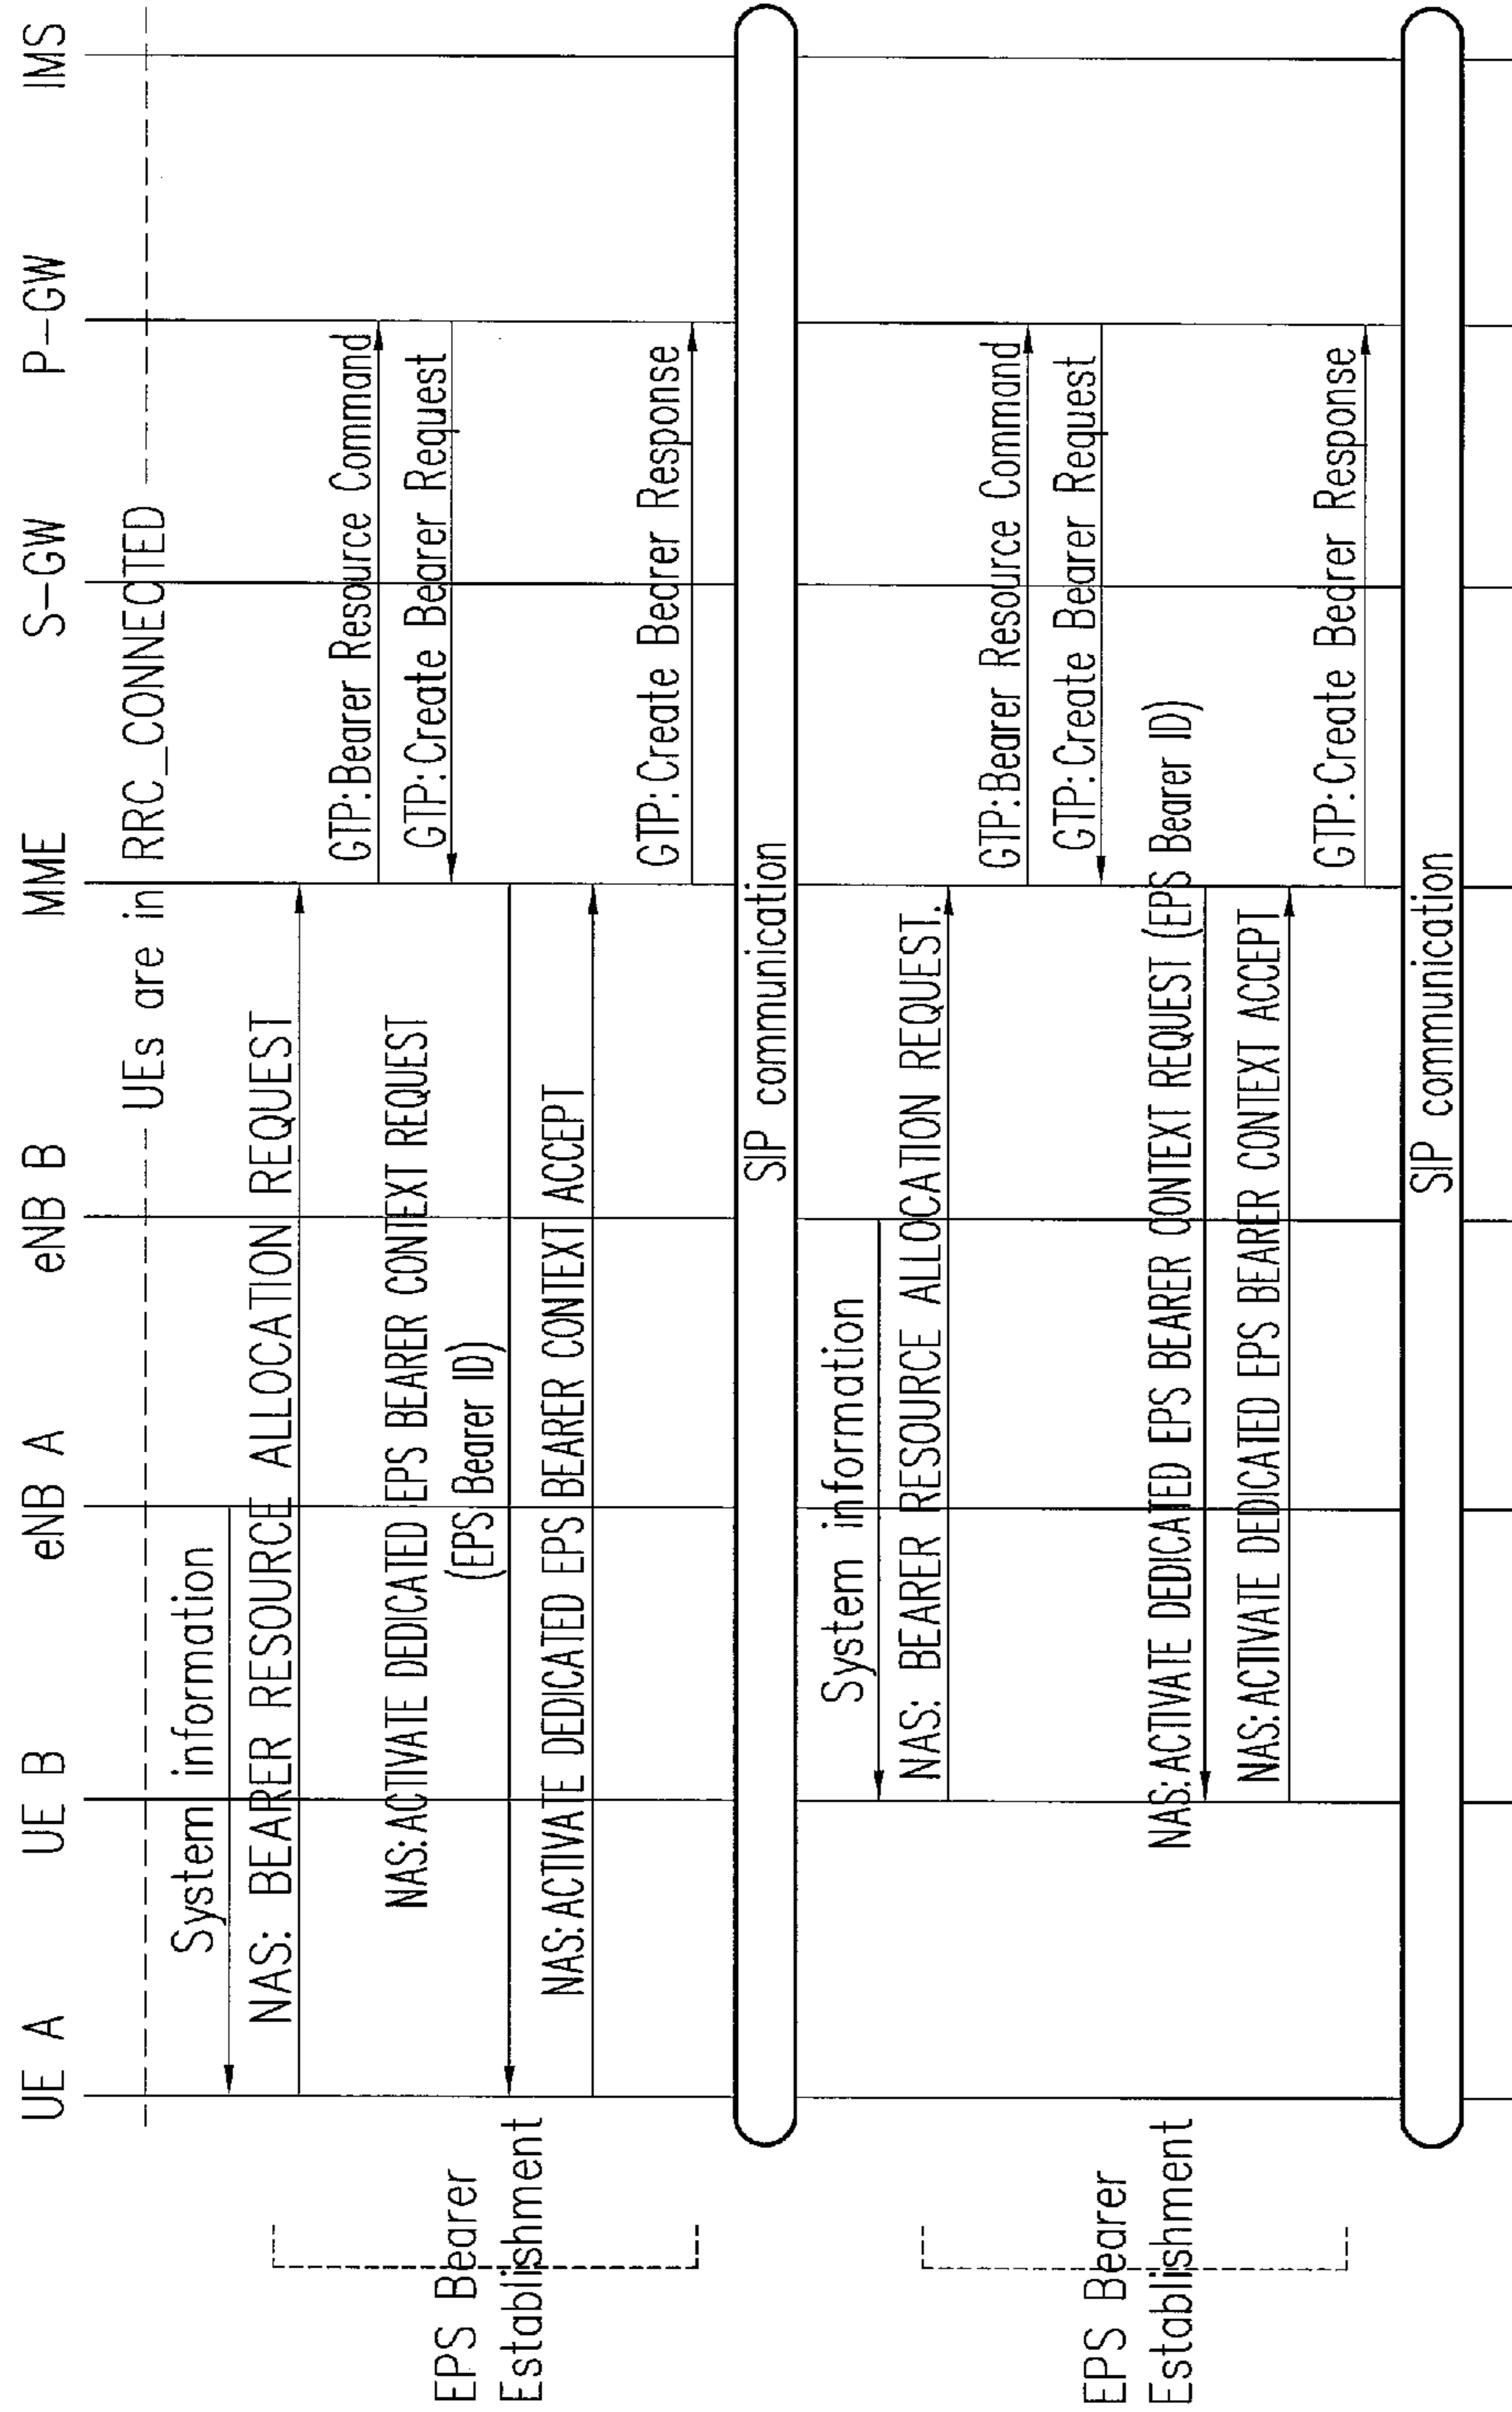 UE A
UE B
eNB A
eNB B
MME
S-GW
P-GW
IMS
UEs are in RRC_CONNECTED
System information
NAS: BEARER RESOURCE ALLOCATION REQUEST
GTP:Bearer Resource Command
NAS:ACTIVATE DEDICATED EPS BEARER CONTEXT REQUEST
(EPS Bearer ID)
GTP:Create Bearer Request
EPS Bearer
Establishment
NAS:ACTIVATE DEDICATED EPS BEARER CONTEXT ACCEPT
GTP:Create Bearer Response
SIP communication
System information
NAS: BEARER RESOURCE ALLOCATION REQUEST.
GTP:Bearer Resource Command
GTP:Create Bearer Request
EPS Bearer
Establishment
NAS:ACTIVATE DEDICATED EPS BEARER CONTEXT REQUEST (EPS Bearer ID)
NAS:ACTIVATE DEDICATED EPS BEARER CONTEXT ACCEPT
GTP:Create Bearer Response
SIP communication